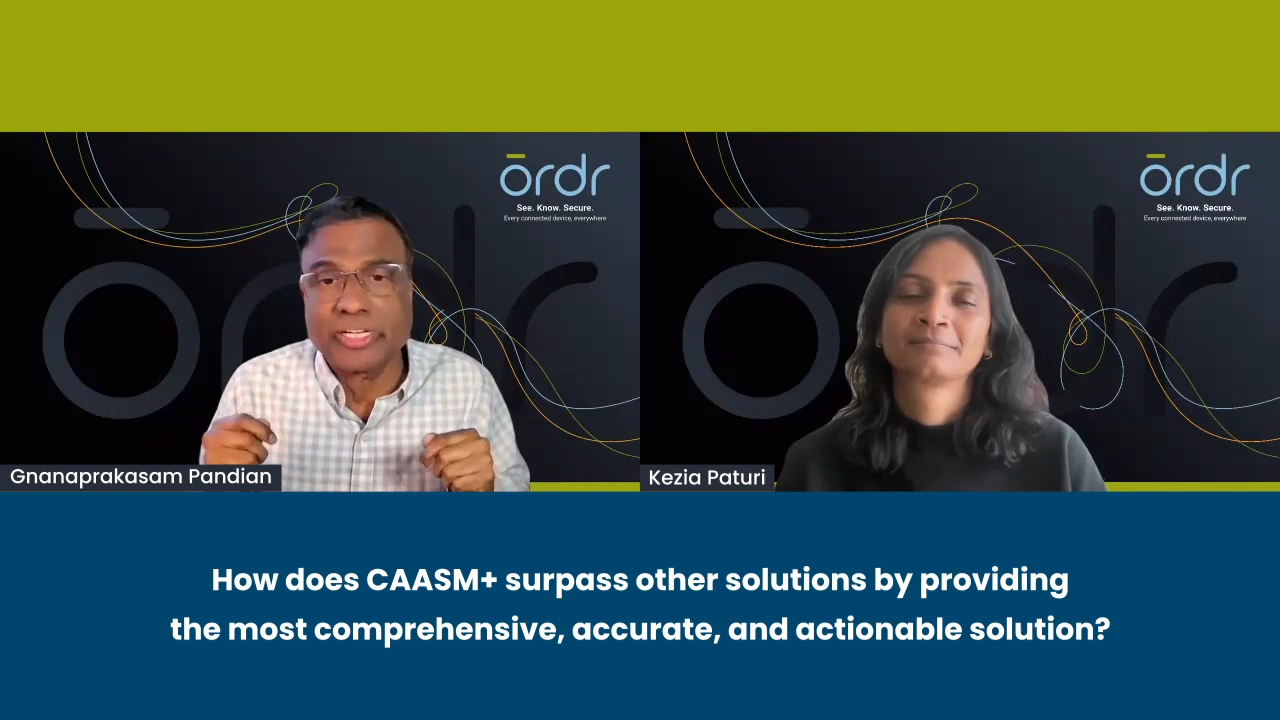 ōrdr
See. Know. Secure.
Every connected device, everywhere
Gnanaprakasam Pandian
ōrdr
See. Know. Secure.
Every connected device, everywhere
Kezia Paturi
How does CAASM+ surpass other solutions by providing
the most comprehensive, accurate, and actionable solution?